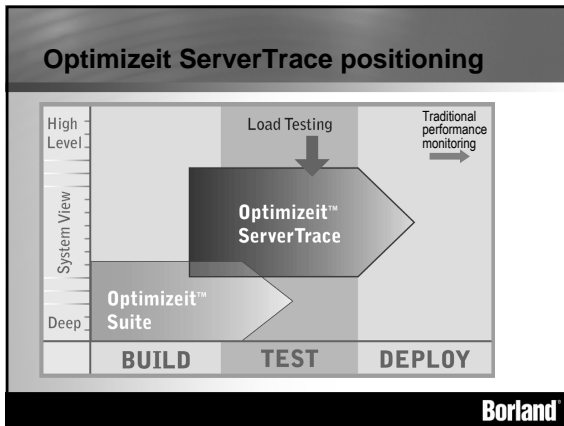 Optimizeit ServerTrace positioning
High
Level
System View
Deep
Load Testing
Traditional
performance
monitoring
Optimizeit™
ServerTrace
Optimizeit™
Suite
BUILD
TEST
DEPLOY
Borland®